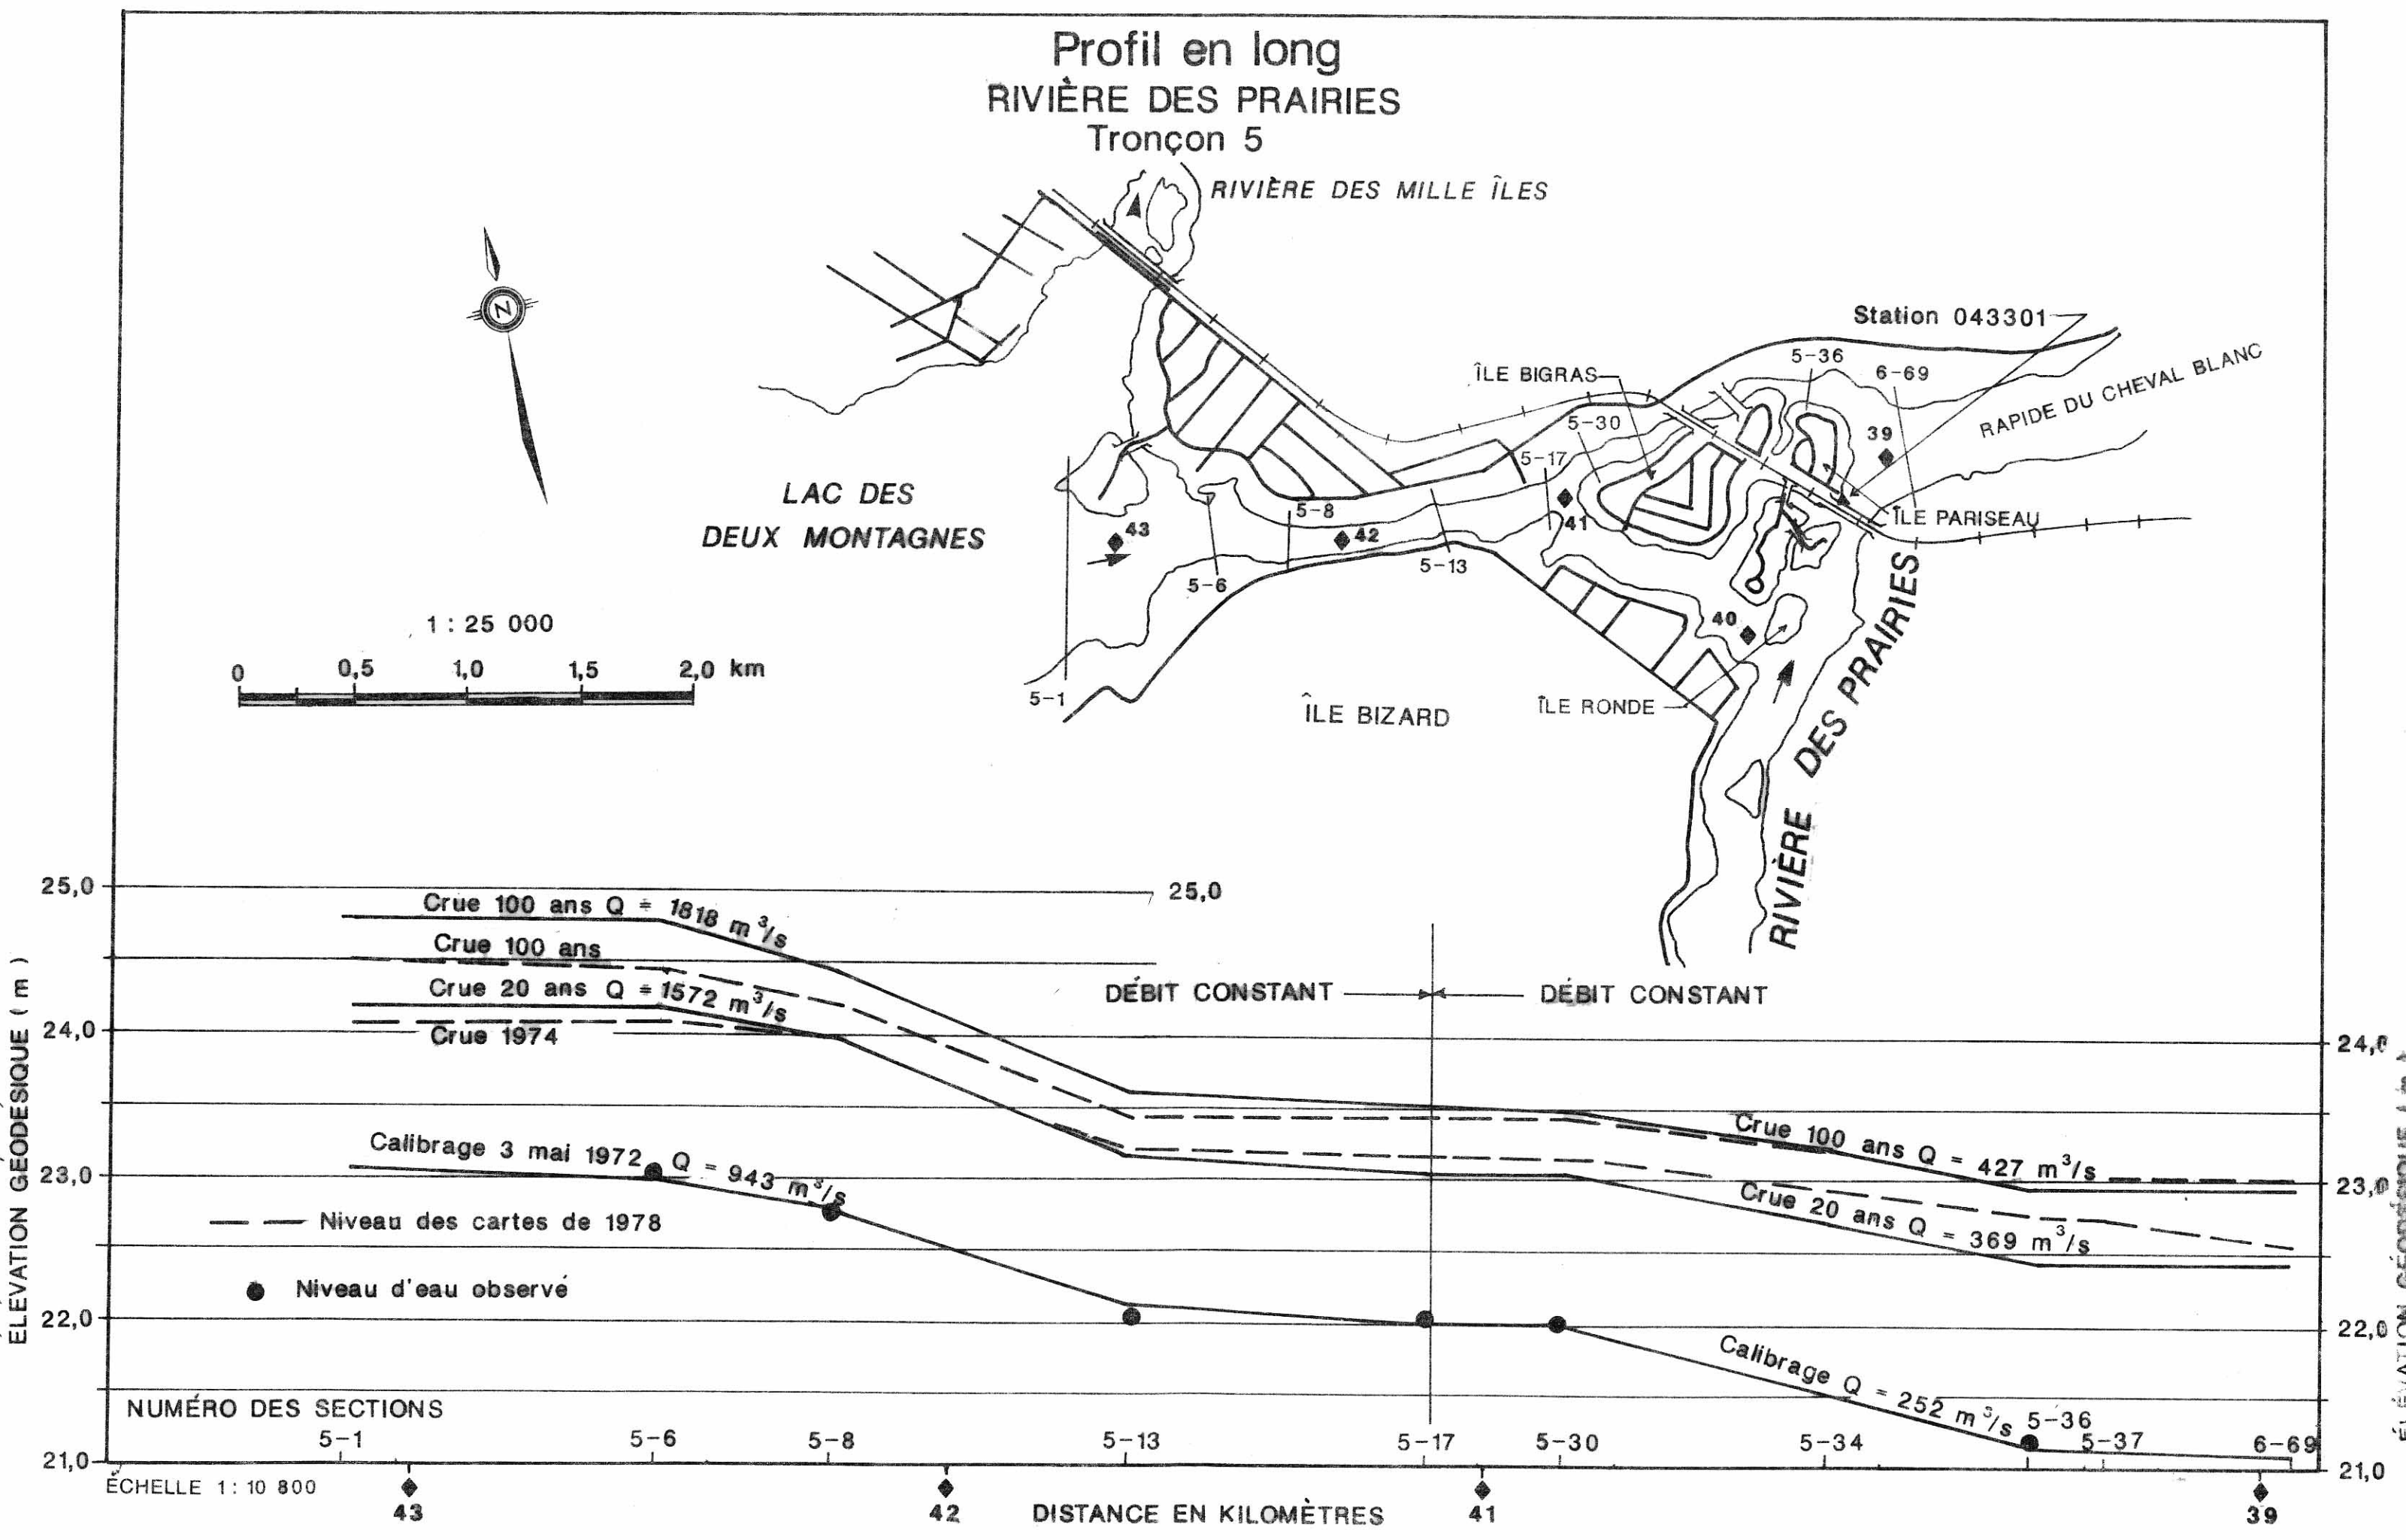 Profil en long
RIVIÈRE DES PRAIRIES
Tronçon 5
RIVIÈRE DES MILLE ÎLES
N
Station 043301
5-36
ÎLE BIGRAS
6-69
RAPIDE DU CHEVAL BLANC
5-30
39
5-17
LAC DES
DEUX MONTAGNES
5-8
41
ÎLE PARISEAU
43
42
5-13
5-6
1 : 25 000
40
0 0,5 1,0 1,5 2,0 km
5-1
ÎLE BIZARD
ÎLE RONDE
RIVIÈRE DES PRAIRIES
25,0
25,0
Crue 100 ans Q = 1818 m³/s
Crue 100 ans
Crue 20 ans Q = 1572 m³/s
DÉBIT CONSTANT
DÉBIT CONSTANT
24,0
Crue 1974
24,0
ÉLÉVATION GÉODÉSIQUE ( m )
Crue 100 ans Q = 427 m³/s
Calibrage 3 mai 1972 Q = 943 m³/s
23,0
23,0
Crue 20 ans Q = 369 m³/s
Niveau des cartes de 1978
Niveau d'eau observé
22,0
22,0
Calibrage Q = 252 m³/s
ÉLÉVATION GÉODÉSIQUE
NUMÉRO DES SECTIONS
5-1 5-6 5-8 5-13 5-17 5-30 5-34 5-36 5-37 6-69
21,0
21,0
ÉCHELLE 1: 10 800
43 42 DISTANCE EN KILOMÈTRES 41 39